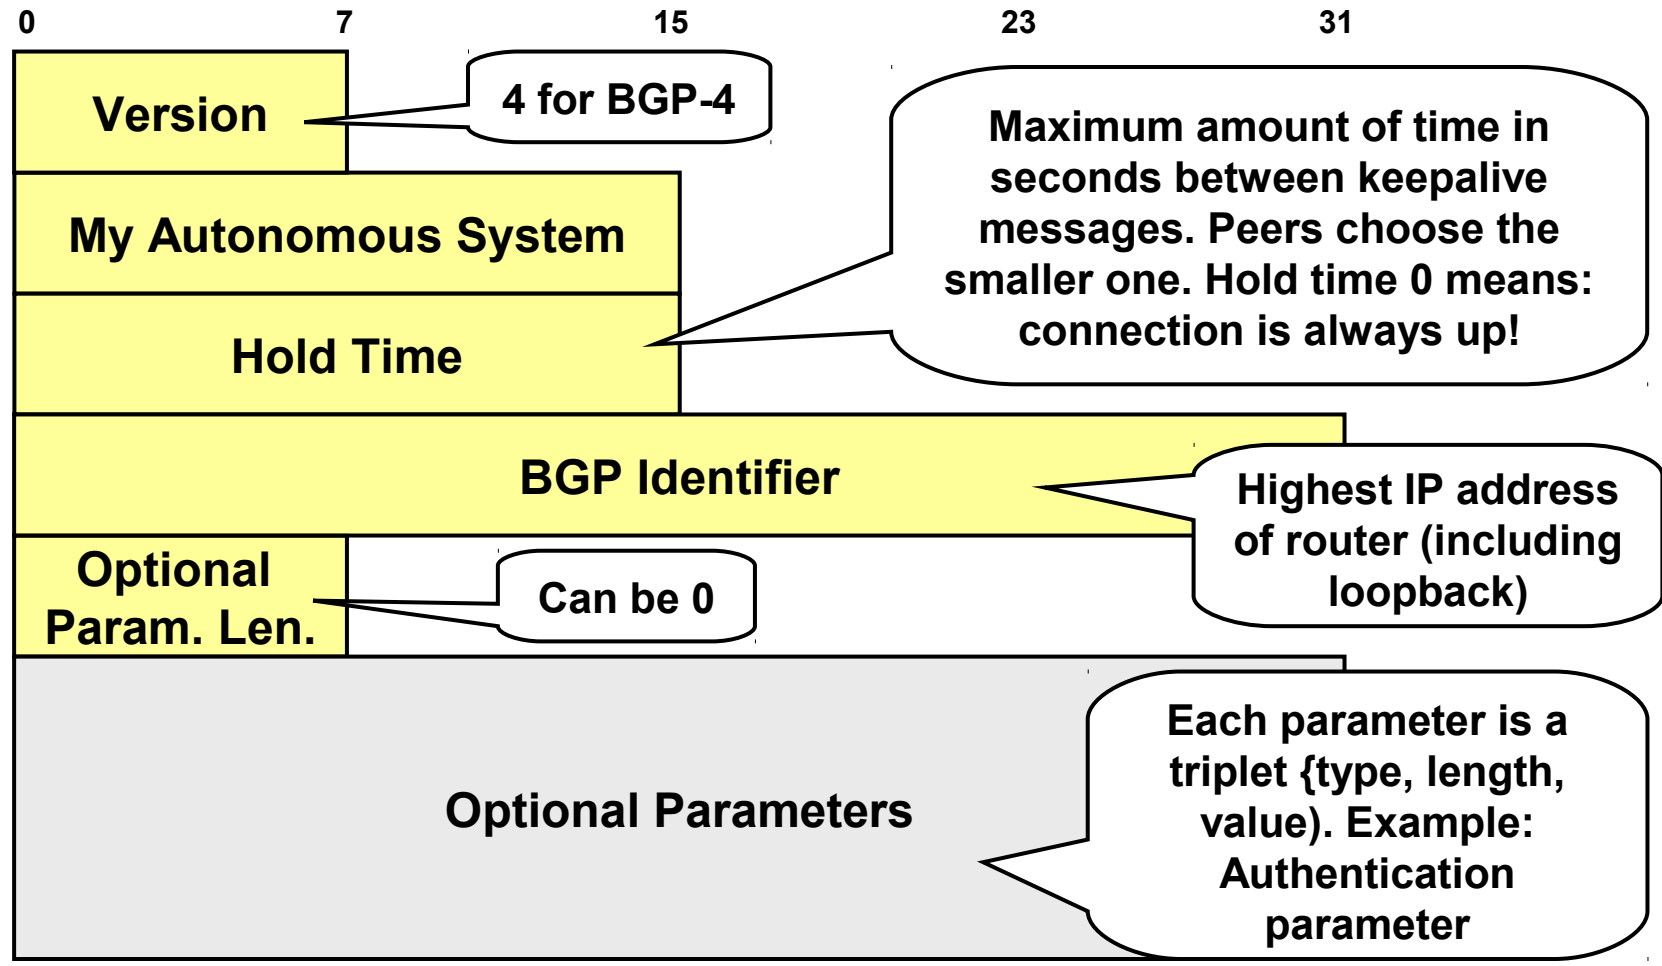 0 7 15 23 31
Version
4 for BGP-4
My Autonomous System
Hold Time
Maximum amount of time in
seconds between keepalive
messages. Peers choose the
smaller one. Hold time 0 means:
connection is always up!
BGP Identifier
Highest IP address
of router (including
loopback)
Optional
Param. Len.
Can be 0
Optional Parameters
Each parameter is a
triplet {type, length,
value). Example:
Authentication
parameter